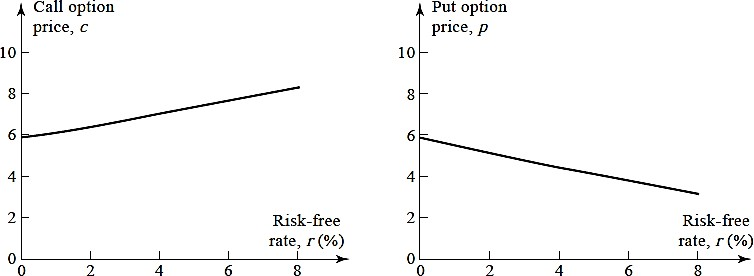 Call option
price, c
10
8
6
4
2
0
Risk-free
rate, r (%)
0 2 4 6 8
Put option
price, p
10
8
6
4
2
0
Risk-free
rate, r (%)
0 2 4 6 8